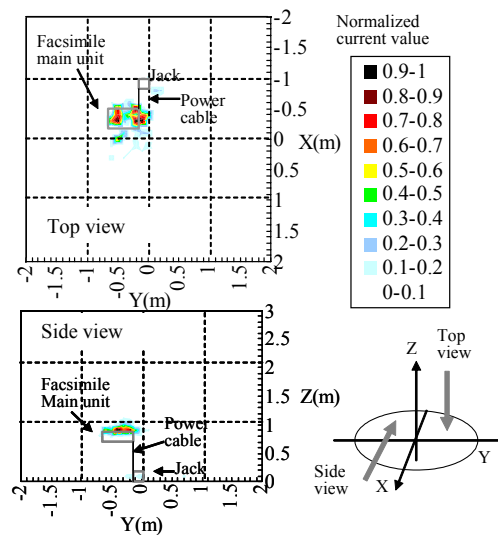 Facsimile
main unit
Jack
Power
cable
-2
-1.5
-1
-0.5
0
0.5
1
1.5
2
X(m)
Top view
-2
-1.5
-1
-0.5
0
0.5
1
1.5
2
Y(m)
Normalized
current value
0.9-1
0.8-0.9
0.7-0.8
0.6-0.7
0.5-0.6
0.4-0.5
0.3-0.4
0.2-0.3
0.1-0.2
0-0.1
Side view
Facsimile
Main unit
Power
cable
Jack
3
2.5
2
1.5
1
0.5
0
Z(m)
-2
-1.5
-1
-0.5
0
0.5
1
1.5
2
Y(m)
Z
Top
view
Side
view
X
Y